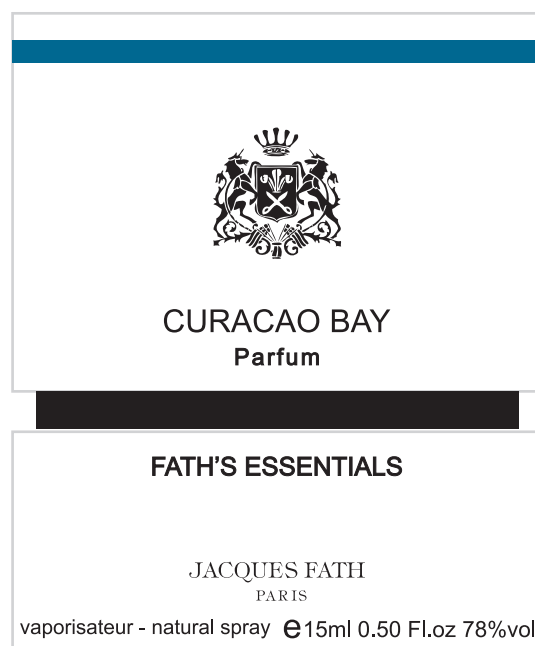 CURACAO BAY
Parfum
FATH'S ESSENTIALS
JACQUES FATH
PARIS
vaporisateur - natural spray ℮15ml 0.50 Fl.oz 78%vol